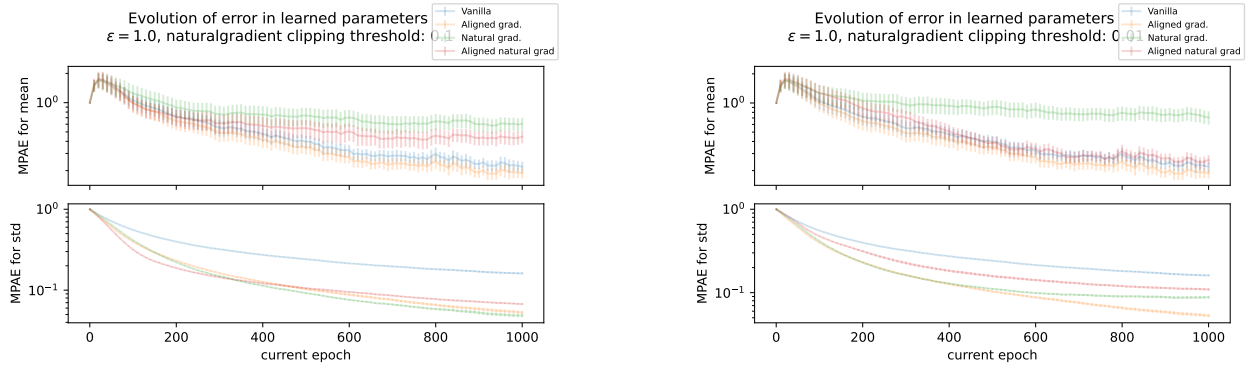 Evolution of error in learned parameters
ε = 1.0, naturalgradient clipping threshold: 0.1
Vanilla
Aligned grad.
Natural grad.
Aligned natural grad
MPAE for mean
10⁰
MPAE for std
10⁰
10⁻¹
0 200 400 600 800 1000
current epoch
Evolution of error in learned parameters
ε = 1.0, naturalgradient clipping threshold: 0.01
Vanilla
Aligned grad.
Natural grad.
Aligned natural grad
MPAE for mean
10⁰
MPAE for std
10⁰
10⁻¹
0 200 400 600 800 1000
current epoch